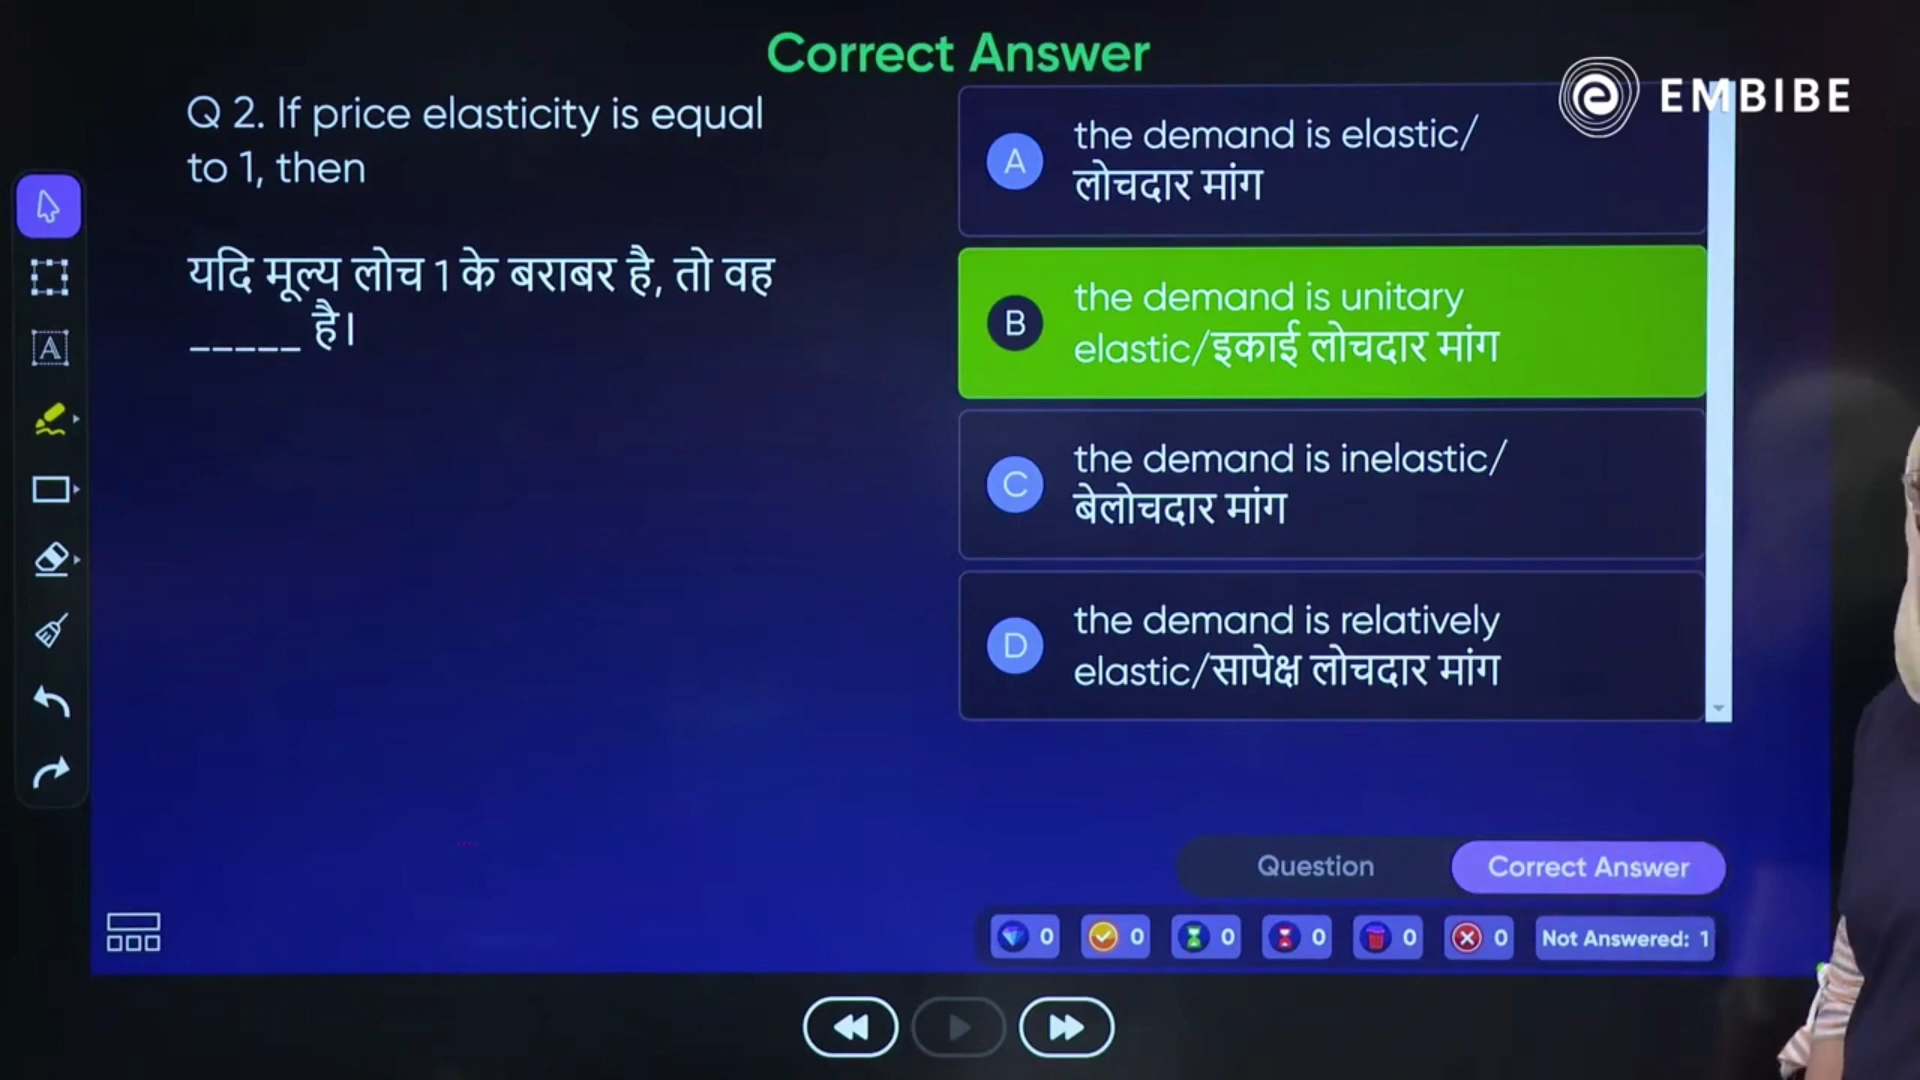 Correct Answer
EMBIBE
Q 2. If price elasticity is equal
to 1, then
यदि मूल्य लोच 1 के बराबर है, तो वह
_____ है।
A
the demand is elastic/
लोचदार मांग
B
the demand is unitary
elastic/इकाई लोचदार मांग
C
the demand is inelastic/
बेलोचदार मांग
D
the demand is relatively
elastic/सापेक्ष लोचदार मांग
A
Question
Correct Answer
0
0
0
0
0
0
Not Answered: 1